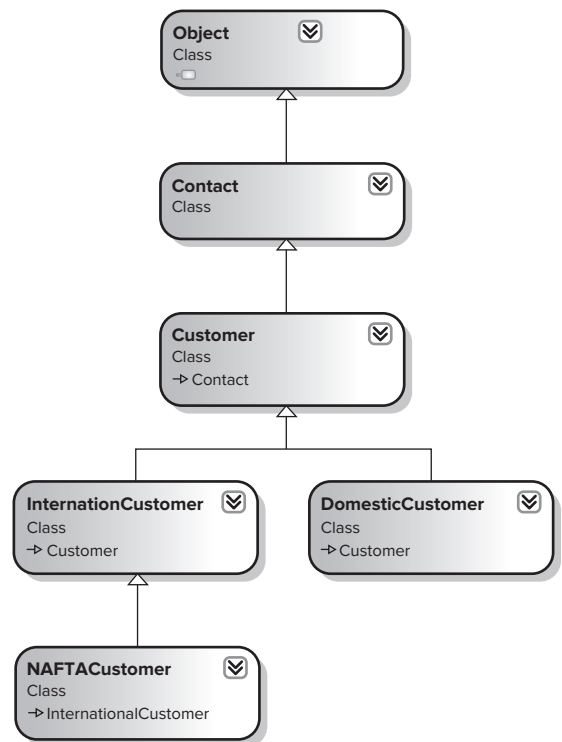 Object
Class
Contact
Class
Customer
Class
Contact
InternationCustomer
Class
Customer
DomesticCustomer
Class
Customer
NAFTACustomer
Class
InternationalCustomer